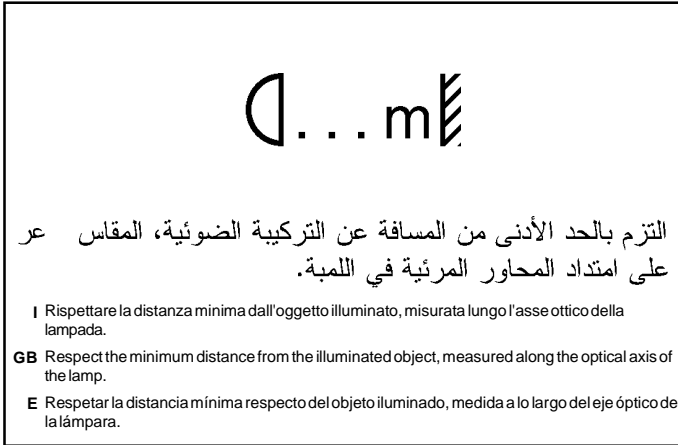 ...m
التزم بالحد الأدنى من المسافة عن التركيبة الضوئية، المقاس عر
على امتداد المحاور المرئية في اللمبة.
I Rispettare la distanza minima dall'oggetto illuminato, misurata lungo l'asse ottico della
lampada.
GB Respect the minimum distance from the illuminated object, measured along the optical axis of
the lamp.
E Respetar la distancia mínima respecto del objeto iluminado, medida a lo largo del eje óptico de
la lámpara.